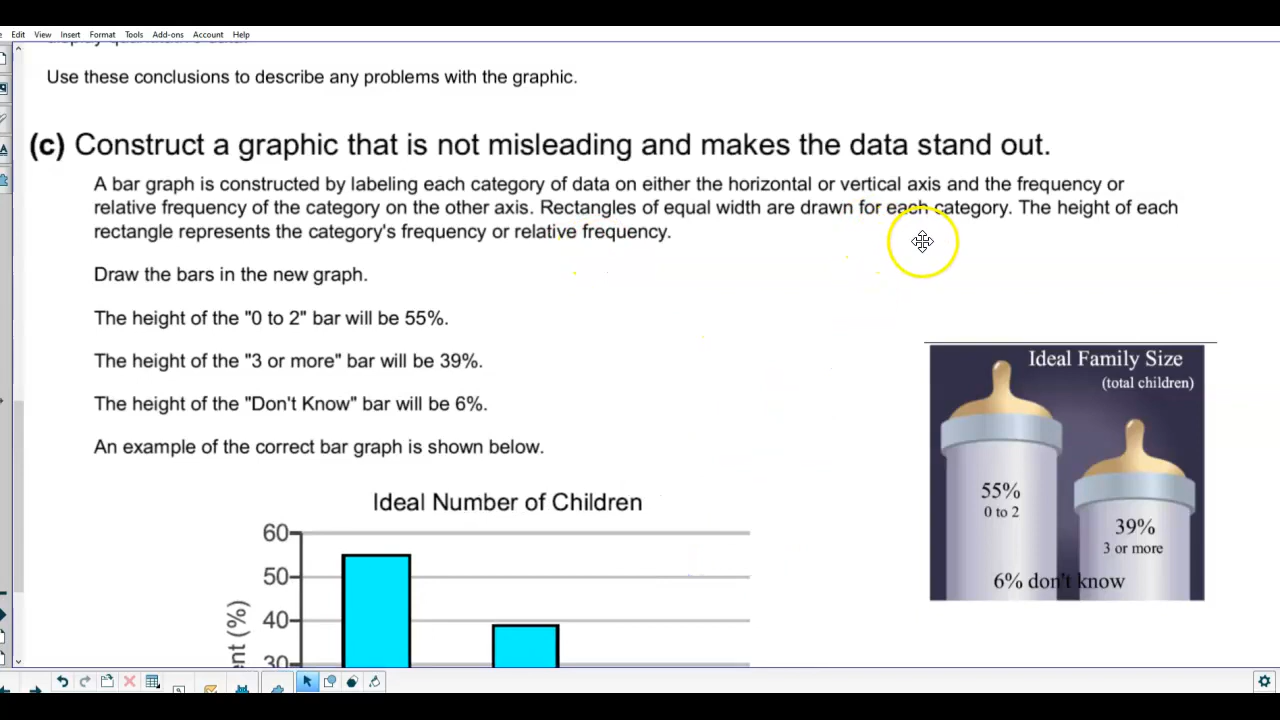 Edit View Insert Format Tools Add-ons Account Help
Use these conclusions to describe any problems with the graphic.
(c) Construct a graphic that is not misleading and makes the data stand out.
A bar graph is constructed by labeling each category of data on either the horizontal or vertical axis and the frequency or
relative frequency of the category on the other axis. Rectangles of equal width are drawn for each category. The height of each
rectangle represents the category's frequency or relative frequency.
Draw the bars in the new graph.
The height of the "0 to 2" bar will be 55%.
The height of the "3 or more" bar will be 39%.
The height of the "Don't Know" bar will be 6%.
An example of the correct bar graph is shown below.
Ideal Family Size
(total children)
55%
0 to 2
39%
3 or more
6% don't know
Ideal Number of Children
60
50
40
30
(%)